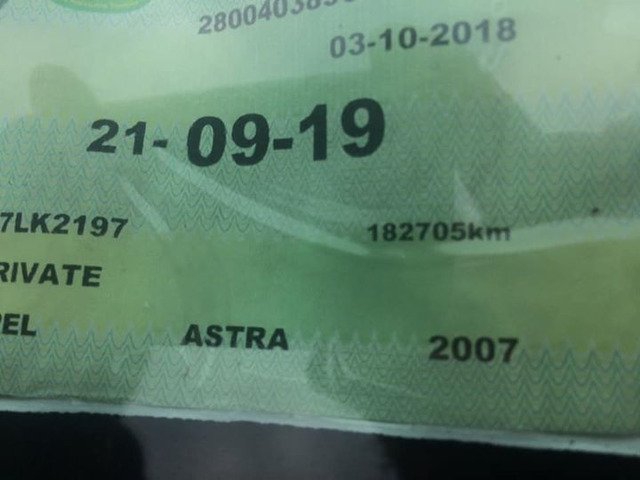 03-10-2018
21-09-19
7LK2197 182705km
RIVATE
PEL ASTRA 2007